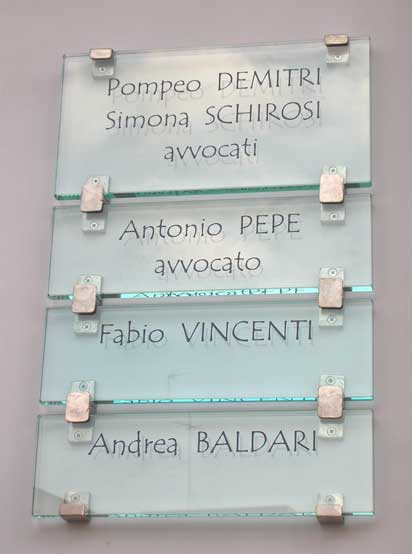 Pompeo DEMITRI
Simona SCHIROSI
avvocati
Antonio PEPE
avvocato
Fabio VINCENTI
Andrea BALDARI